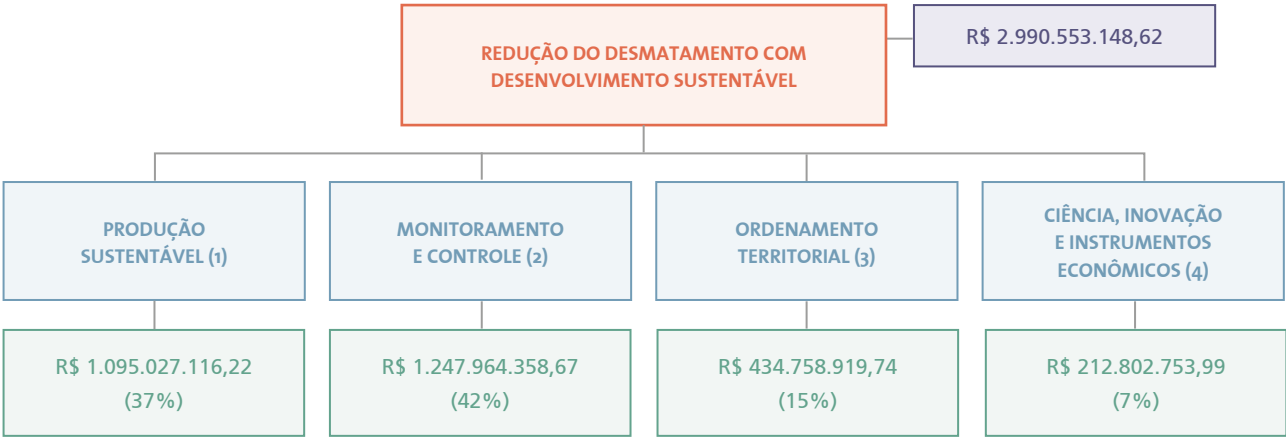 REDUÇÃO DO DESMATAMENTO COM
DESENVOLVIMENTO SUSTENTÁVEL
R$ 2.990.553.148,62
PRODUÇÃO
SUSTENTÁVEL (1)
MONITORAMENTO
E CONTROLE (2)
ORDENAMENTO
TERRITORIAL (3)
CIÊNCIA, INOVAÇÃO
E INSTRUMENTOS
ECONÔMICOS (4)
R$ 1.095.027.116,22
(37%)
R$ 1.247.964.358,67
(42%)
R$ 434.758.919,74
(15%)
R$ 212.802.753,99
(7%)